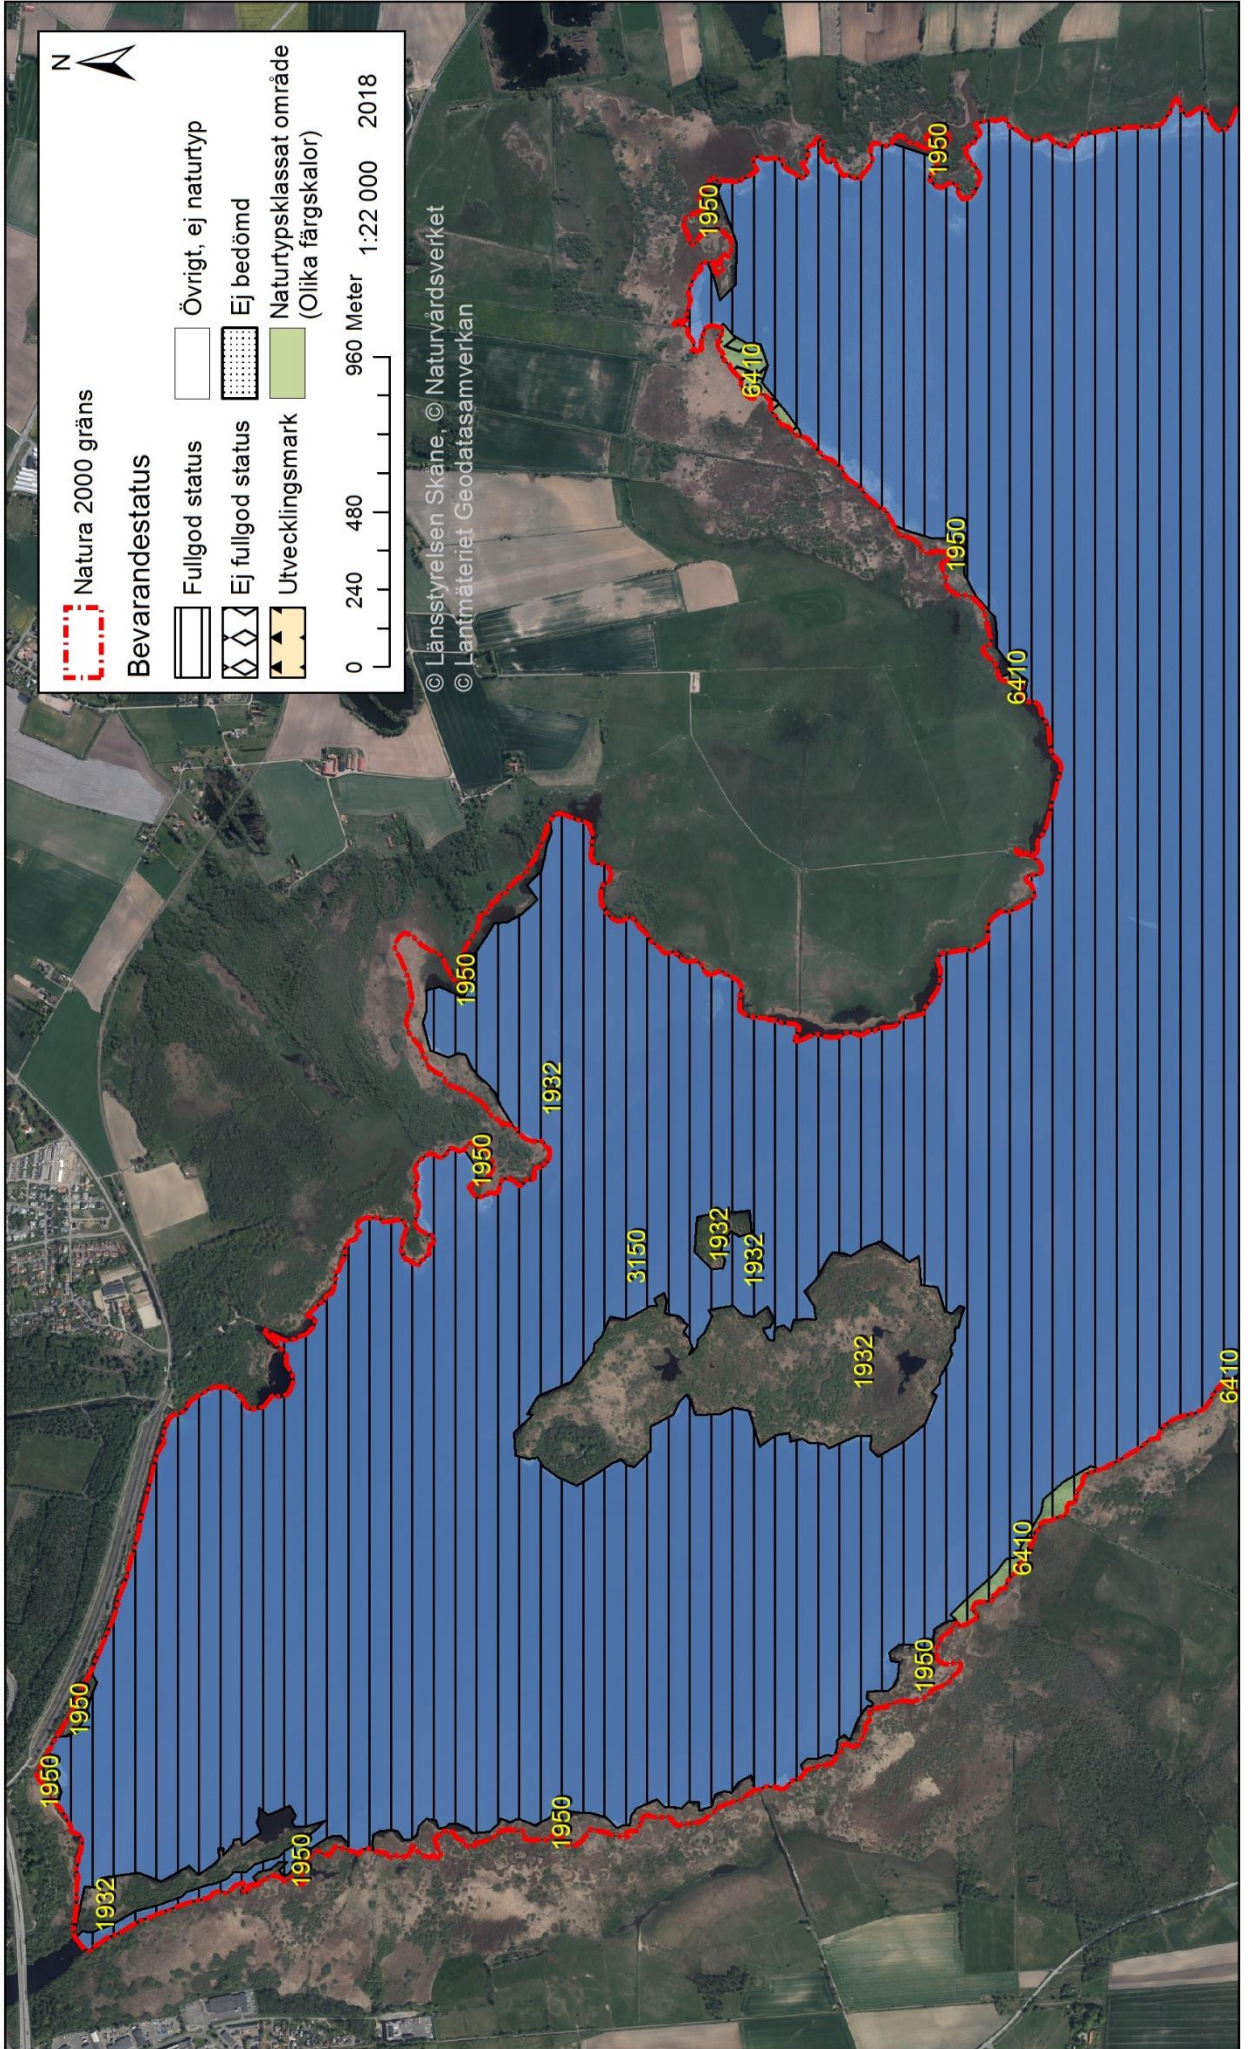 N
Natura 2000 gräns
Bevarandestatus
Fullgod status
Övrigt, ej naturtyp
Ej fullgod status
Ej bedömd
Utvecklingsmark
Naturtypsklassat område
(Olika färgskalor)
0 240 480 960 Meter 1:22 000 2018
© Länsstyrelsen Skåne, © Naturvårdsverket
© Lantmäteriet Geodatasamverkan
1950
1950
1932
1950
1950
1950
1950
1932
3150
1932
1932
1932
1950
6410
6410
6410
1950
6410
1950
1950